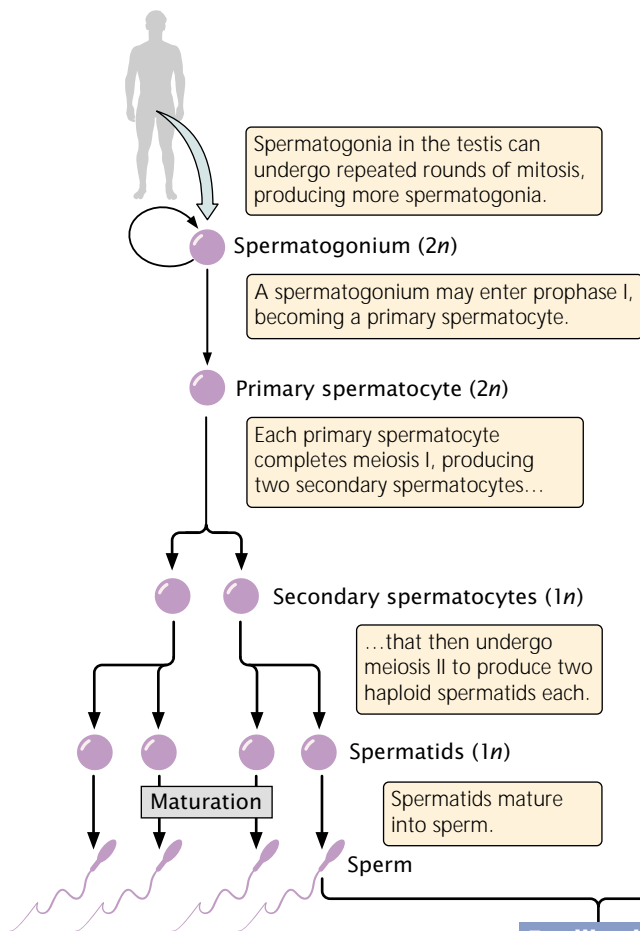 Spermatogonia in the testis can
undergo repeated rounds of mitosis,
producing more spermatogonia.
Spermatogonium (2n)
A spermatogonium may enter prophase I,
becoming a primary spermatocyte.
Primary spermatocyte (2n)
Each primary spermatocyte
completes meiosis I, producing
two secondary spermatocytes…
Secondary spermatocytes (1n)
…that then undergo
meiosis II to produce two
haploid spermatids each.
Spermatids (1n)
Maturation
Spermatids mature
into sperm.
Sperm